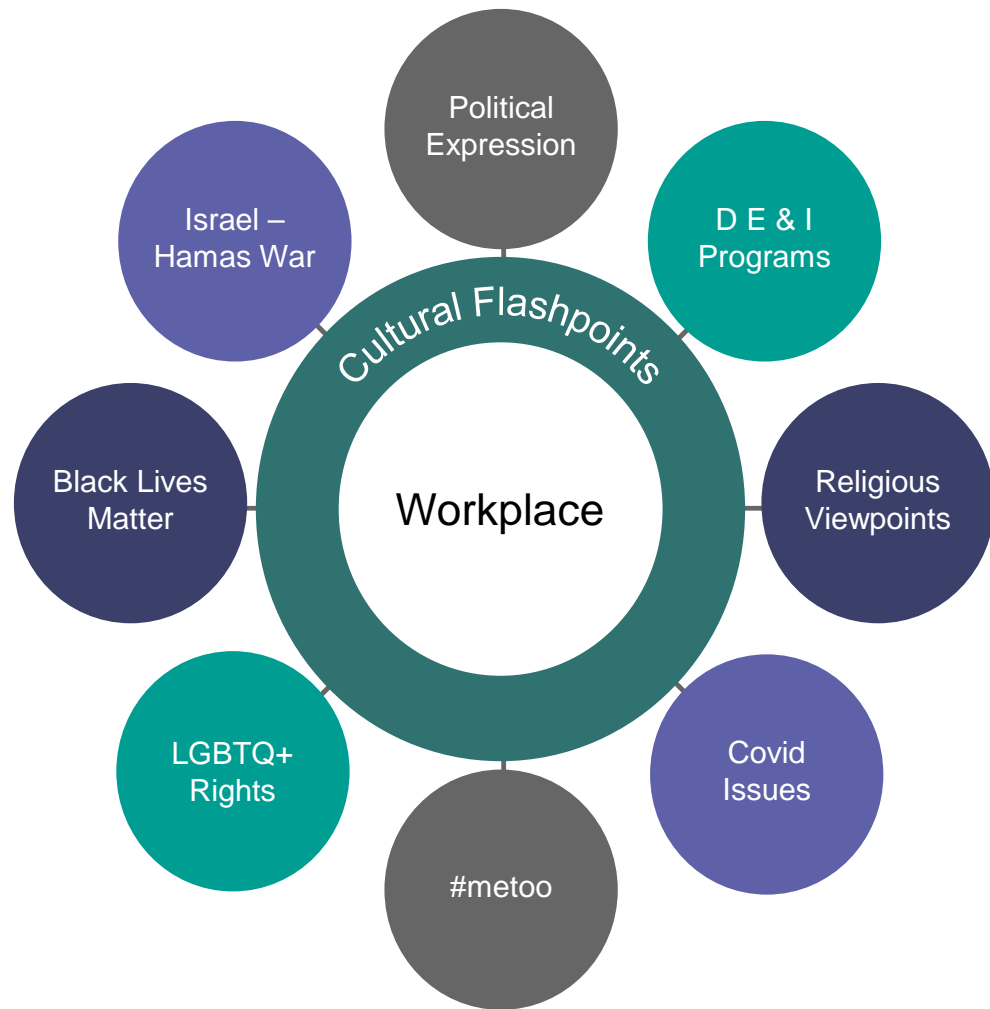 Political
Expression
D E & I
Programs
Religious
Viewpoints
Covid
Issues
#metoo
LGBTQ+
Rights
Black Lives
Matter
Israel –
Hamas War
Cultural Flashpoints
Workplace